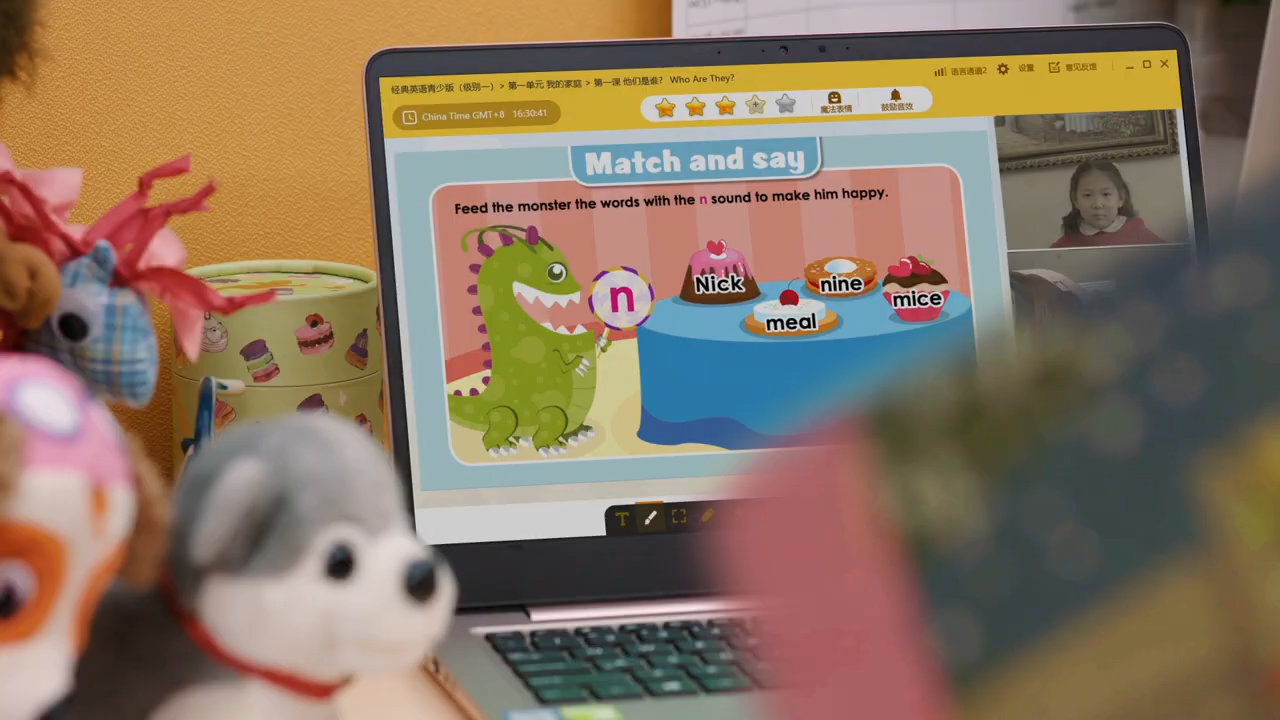 经典英语青少版（级别一）> 第一单元 我的家庭 > 第一课 他们是谁？ Who Are They?
语言通道2 设置 意见反馈
China Time GMT+8 16:30:41
魔法表情 鼓励音效
Match and say
Feed the monster the words with the n sound to make him happy.
n
Nick
nine
mice
meal
T